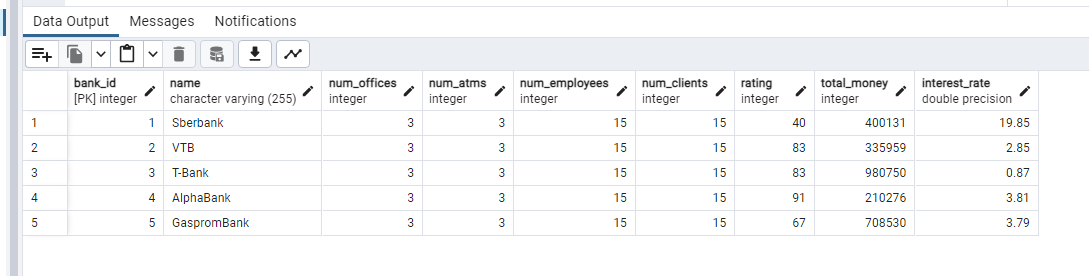 Data Output Messages Notifications
bank_id name num_offices num_atms num_employees num_clients rating total_money interest_rate
[PK] integer character varying (255) integer integer integer integer integer integer double precision
1 1 Sberbank 3 3 15 15 40 400131 19.85
2 2 VTB 3 3 15 15 83 335959 2.85
3 3 T-Bank 3 3 15 15 83 980750 0.87
4 4 AlphaBank 3 3 15 15 91 210276 3.81
5 5 GaspromBank 3 3 15 15 67 708530 3.79